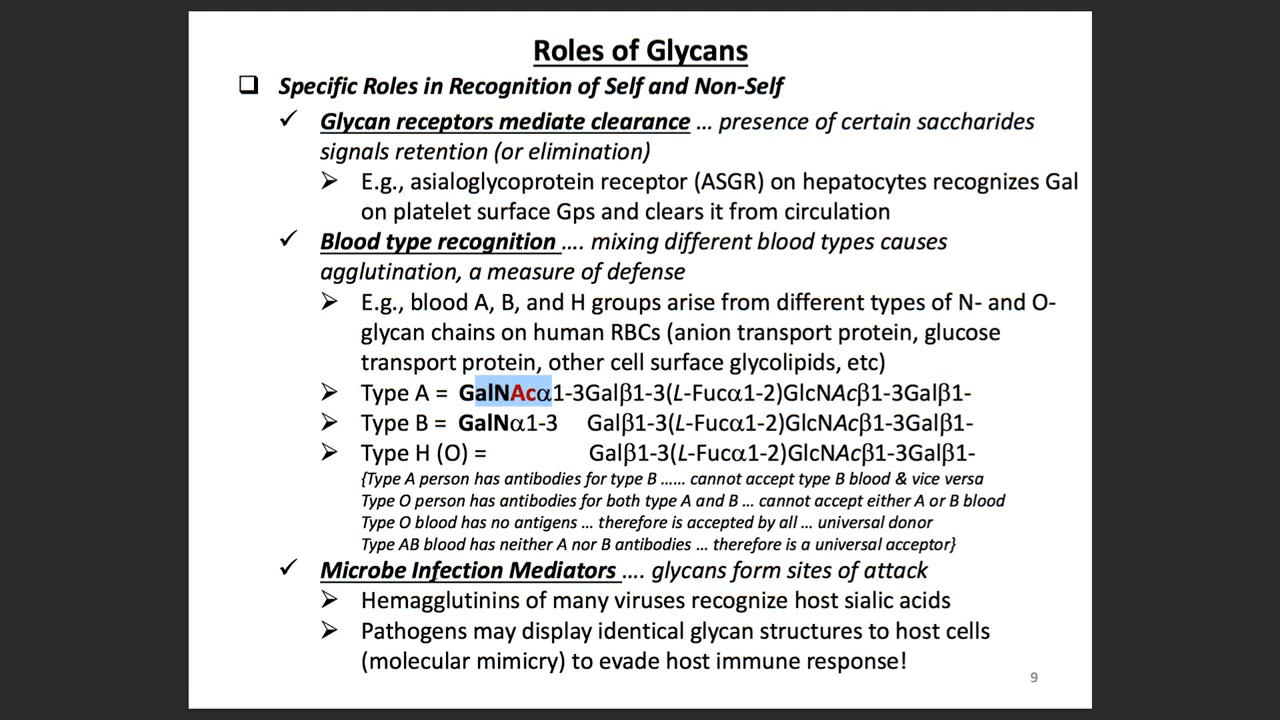 Roles of Glycans
❑ Specific Roles in Recognition of Self and Non-Self
✓ Glycan receptors mediate clearance ... presence of certain saccharides
signals retention (or elimination)
➢ E.g., asialoglycoprotein receptor (ASGR) on hepatocytes recognizes Gal
on platelet surface Gps and clears it from circulation
✓ Blood type recognition .... mixing different blood types causes
agglutination, a measure of defense
➢ E.g., blood A, B, and H groups arise from different types of N- and O-
glycan chains on human RBCs (anion transport protein, glucose
transport protein, other cell surface glycolipids, etc)
➢ Type A = GalNAcα1-3Galβ1-3(L-Fucα1-2)GlcNAcβ1-3Galβ1-
➢ Type B = GalNα1-3 Galβ1-3(L-Fucα1-2)GlcNAcβ1-3Galβ1-
➢ Type H (O) = Galβ1-3(L-Fucα1-2)GlcNAcβ1-3Galβ1-
{Type A person has antibodies for type B ...... cannot accept type B blood & vice versa
Type O person has antibodies for both type A and B ... cannot accept either A or B blood
Type O blood has no antigens ... therefore is accepted by all ... universal donor
Type AB blood has neither A nor B antibodies ... therefore is a universal acceptor}
✓ Microbe Infection Mediators .... glycans form sites of attack
➢ Hemagglutinins of many viruses recognize host sialic acids
➢ Pathogens may display identical glycan structures to host cells
(molecular mimicry) to evade host immune response!
9